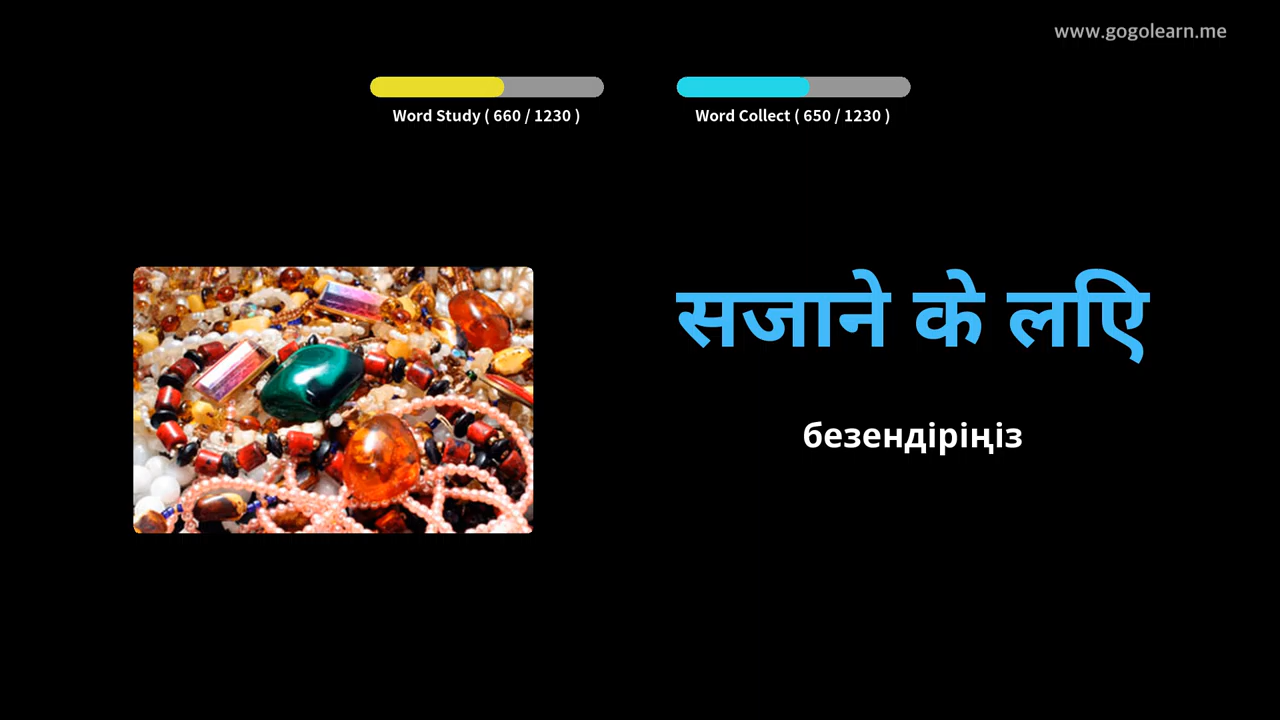 www.gogolearn.me
Word Study ( 660 / 1230 )
Word Collect ( 650 / 1230 )
सजाने के लिए
безендіріңіз